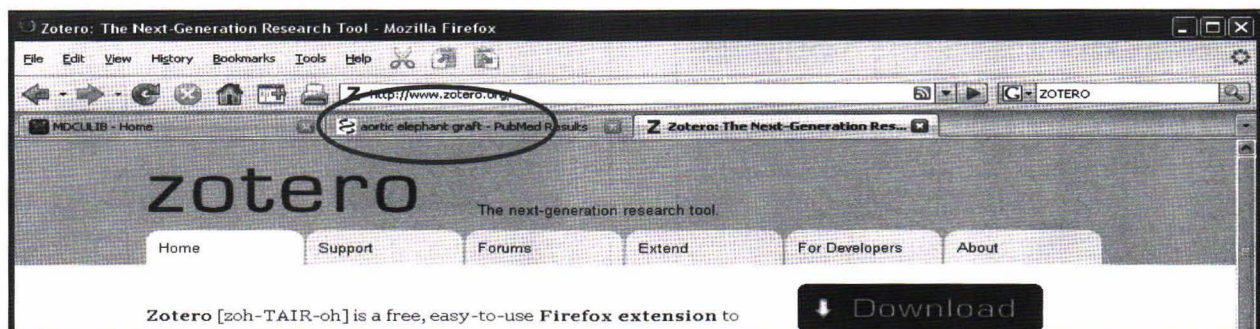 Zotero: The Next-Generation Research Tool - Mozilla Firefox
File Edit View History Bookmarks Tools Help
Z http://www.zotero.org/ G ZOTERO
MDCULIB - Home aortic elephant graft - PubMed Results Z Zotero: The Next-Generation Res...
zotero The next-generation research tool.
Home Support Forums Extend For Developers About
Zotero [zoh-TAIR-oh] is a free, easy-to-use Firefox extension to Download